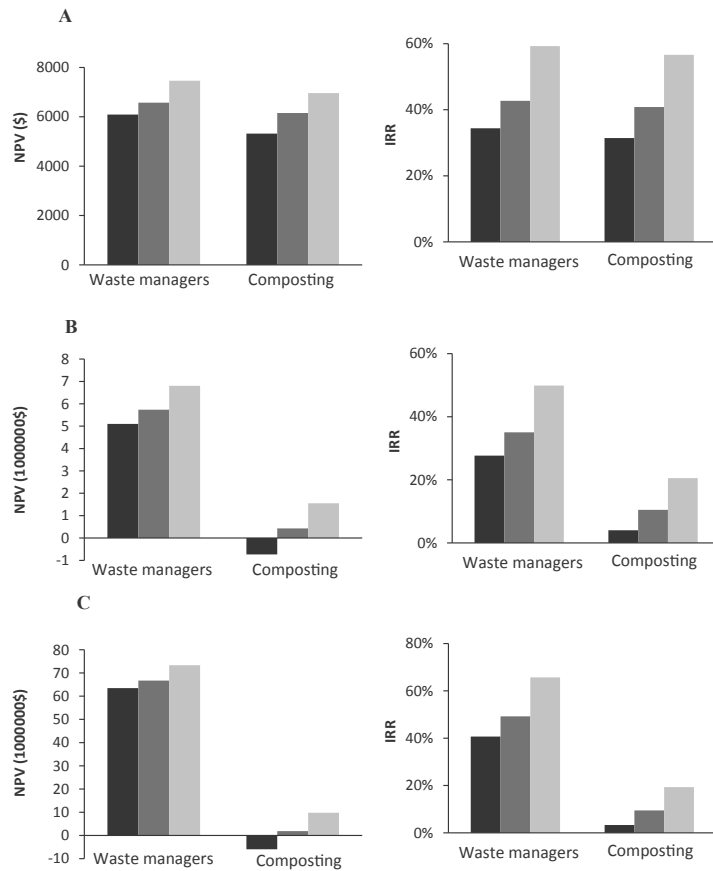 A
NPV ($)
8000
6000
4000
2000
0
Waste managers
Composting
IRR
60%
40%
20%
0%
Waste managers
Composting
B
NPV (1000000$)
8
7
6
5
4
3
2
1
0
-1
Waste managers
Composting
IRR
60%
40%
20%
0%
Waste managers
Composting
C
NPV (1000000$)
80
70
60
50
40
30
20
10
0
-10
Waste managers
Composting
IRR
80%
60%
40%
20%
0%
Waste managers
Composting